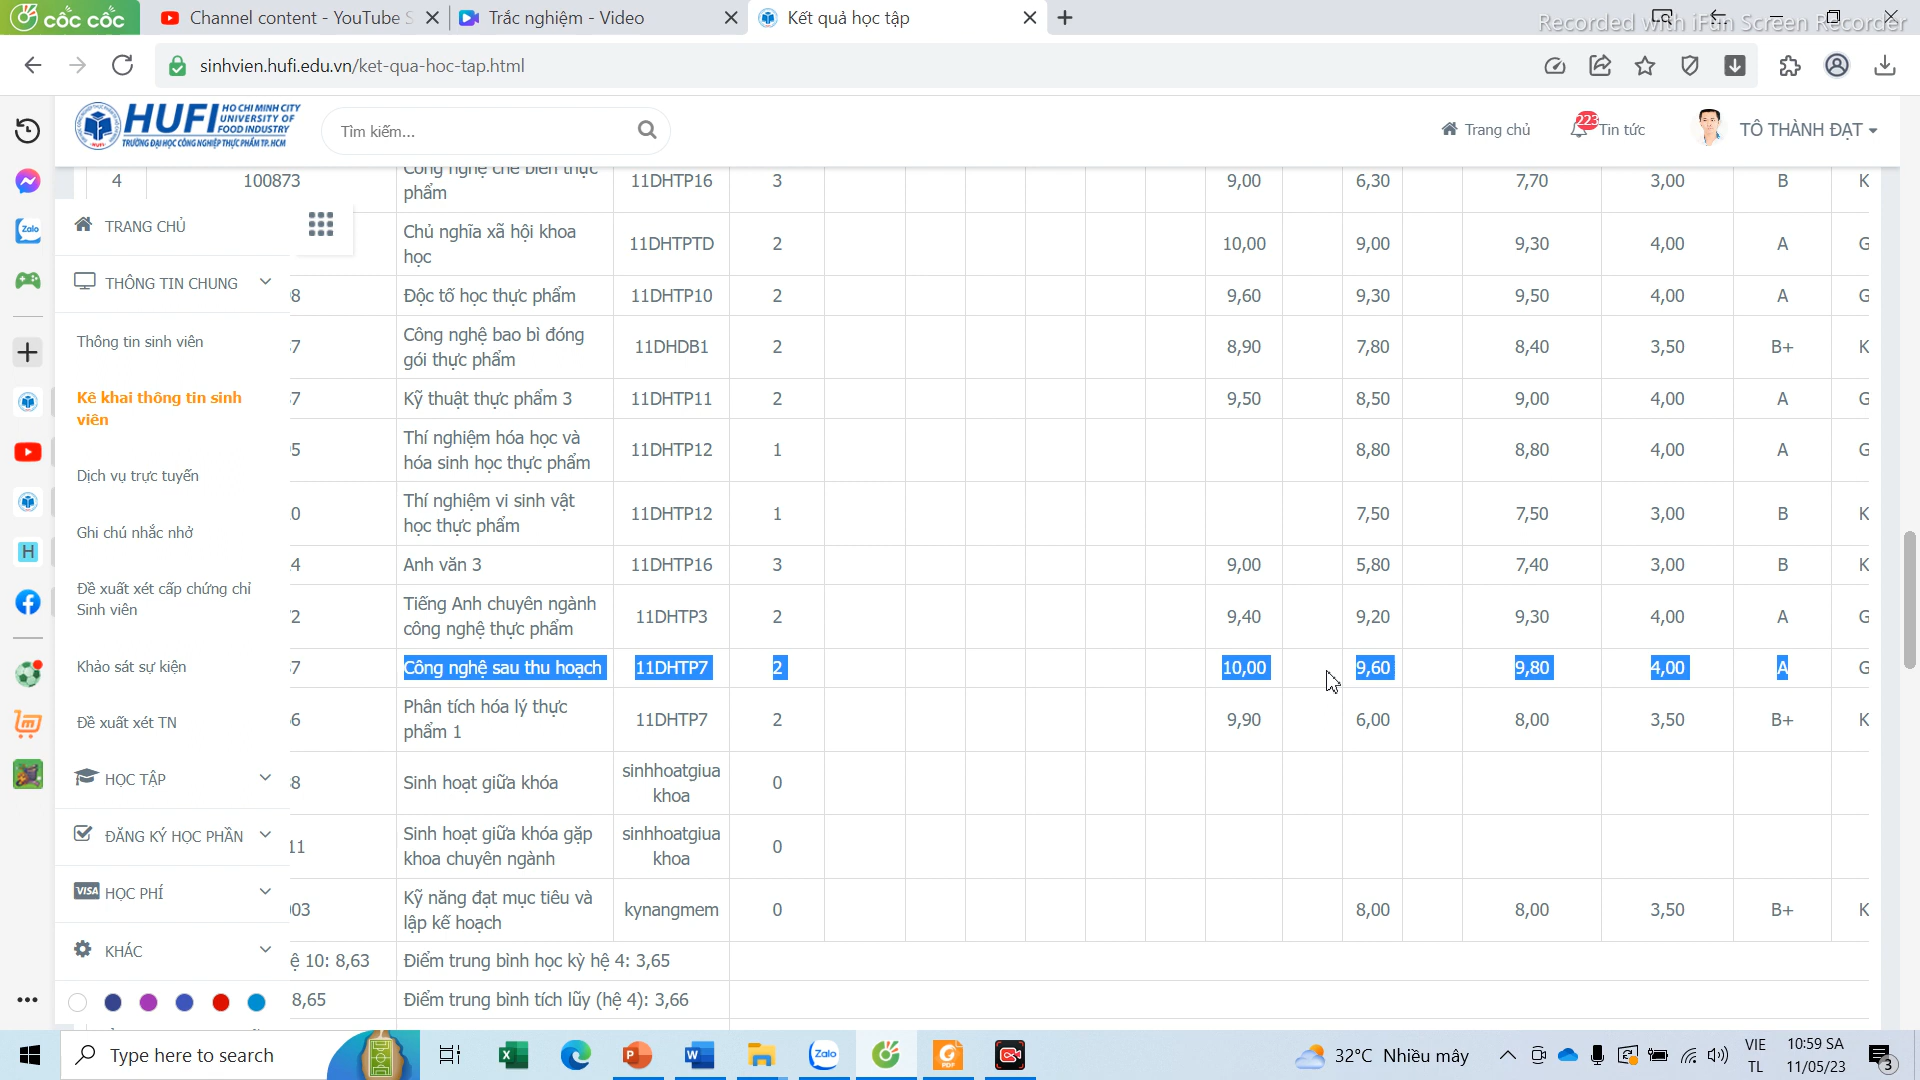 cốc cốc
Channel content - YouTube S
Trắc nghiệm - Video
Kết quả học tập
Recorded with iFun Screen Recorder
sinhvien.hufi.edu.vn/ket-qua-hoc-tap.html
HUFI
HO CHI MINH CITY
UNIVERSITY OF
FOOD INDUSTRY
TRƯỜNG ĐẠI HỌC CÔNG NGHIỆP THỰC PHẨM TP. HCM
Tìm kiếm...
Trang chủ
223
Tin tức
TÔ THÀNH ĐẠT
4 100873 Công nghệ chế biến thực phẩm 11DHTP16 3 9,00 6,30 7,70 3,00 B K
TRANG CHỦ
THÔNG TIN CHUNG
Thông tin sinh viên
Kê khai thông tin sinh
viên
Dịch vụ trực tuyến
Ghi chú nhắc nhở
Đề xuất xét cấp chứng chỉ
Sinh viên
Khảo sát sự kiện
Đề xuất xét TN
HỌC TẬP
ĐĂNG KÝ HỌC PHẦN
VISA HỌC PHÍ
KHÁC
Zalo
H
Chủ nghĩa xã hội khoa
học 11DHTPTD 2 10,00 9,00 9,30 4,00 A G
8 Độc tố học thực phẩm 11DHTP10 2 9,60 9,30 9,50 4,00 A G
7 Công nghệ bao bì đóng
gói thực phẩm 11DHDB1 2 8,90 7,80 8,40 3,50 B+ K
7 Kỹ thuật thực phẩm 3 11DHTP11 2 9,50 8,50 9,00 4,00 A G
5 Thí nghiệm hóa học và
hóa sinh học thực phẩm 11DHTP12 1 8,80 8,80 4,00 A G
0 Thí nghiệm vi sinh vật
học thực phẩm 11DHTP12 1 7,50 7,50 3,00 B K
4 Anh văn 3 11DHTP16 3 9,00 5,80 7,40 3,00 B K
2 Tiếng Anh chuyên ngành
công nghệ thực phẩm 11DHTP3 2 9,40 9,20 9,30 4,00 A G
7 Công nghệ sau thu hoạch 11DHTP7 2 10,00 9,60 9,80 4,00 A G
6 Phân tích hóa lý thực
phẩm 1 11DHTP7 2 9,90 6,00 8,00 3,50 B+ K
8 Sinh hoạt giữa khóa sinhhoatgiua
khoa 0
11 Sinh hoạt giữa khóa gặp
khoa chuyên ngành sinhhoatgiua
khoa 0
003 Kỹ năng đạt mục tiêu và
lập kế hoạch kynangmem 0 8,00 8,00 3,50 B+ K
ệ 10: 8,63 Điểm trung bình học kỳ hệ 4: 3,65
8,65 Điểm trung bình tích lũy (hệ 4): 3,66
Type here to search
Zalo
32°C Nhiều mây
VIE
TL
10:59 SA
11/05/23
3